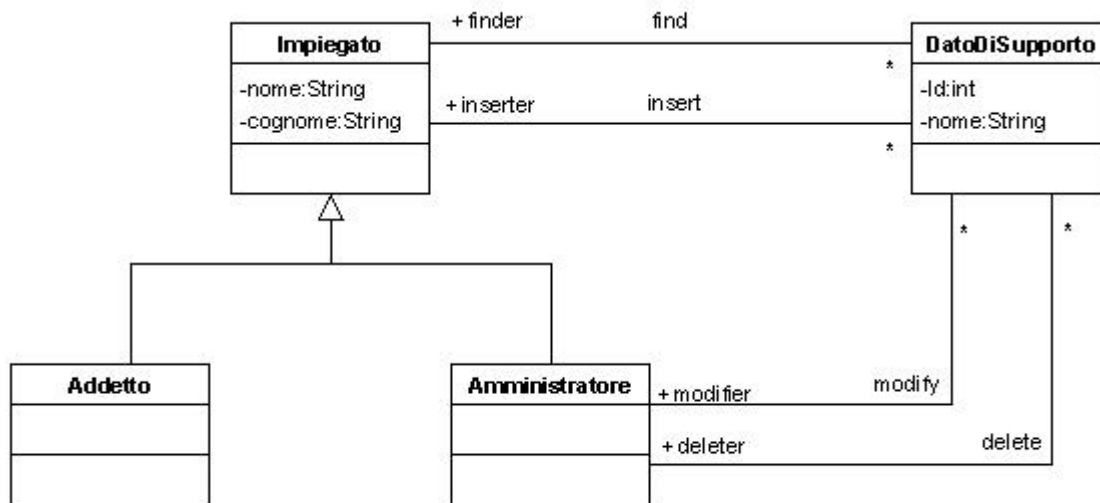 Impiegato
-nome:String
-cognome:String
+ finder
find
*
+ inserter
insert
*
DatoDiSupporto
-Id:int
-nome:String
*
*
Addetto
Amministratore
+ modifier
modify
+ deleter
delete